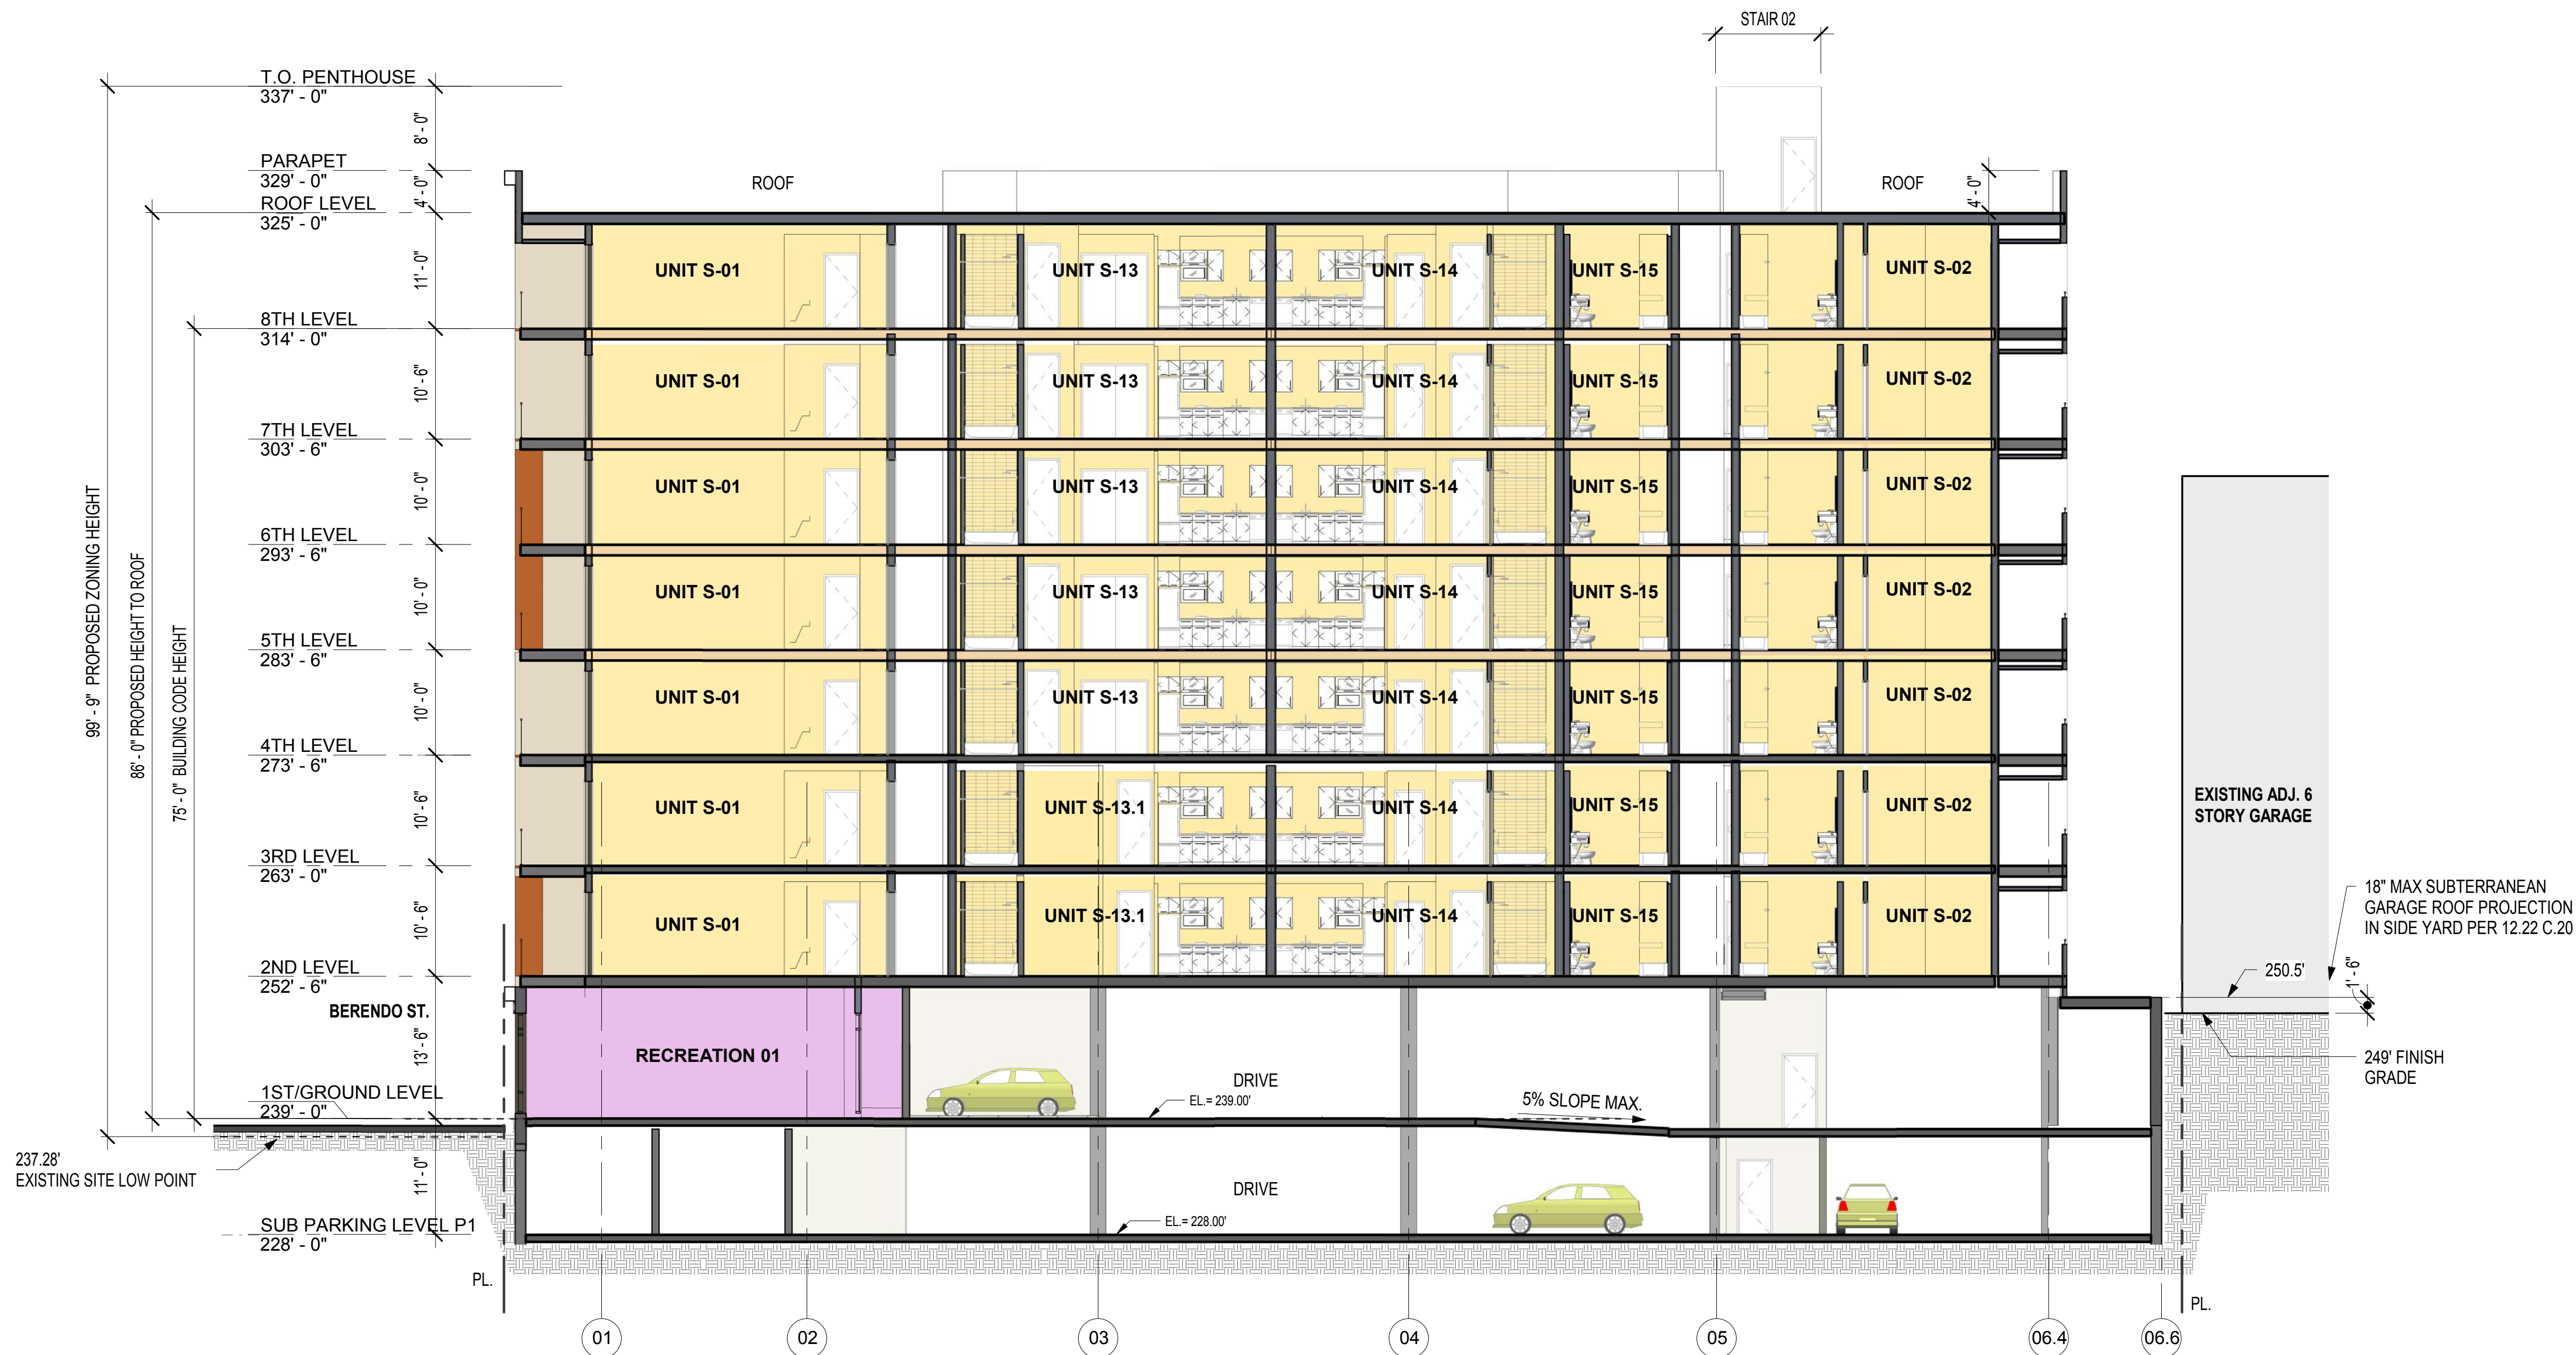 STAIR 02
T.O. PENTHOUSE
337' - 0"
8' - 0"
PARAPET
329' - 0"
4' - 0"
ROOF
ROOF
4' - 0"
ROOF LEVEL
325' - 0"
11' - 0"
UNIT S-01
UNIT S-13
UNIT S-14
UNIT S-15
UNIT S-02
8TH LEVEL
314' - 0"
10' - 6"
UNIT S-01
UNIT S-13
UNIT S-14
UNIT S-15
UNIT S-02
7TH LEVEL
303' - 6"
10' - 0"
UNIT S-01
UNIT S-13
UNIT S-14
UNIT S-15
UNIT S-02
6TH LEVEL
293' - 6"
10' - 0"
UNIT S-01
UNIT S-13
UNIT S-14
UNIT S-15
UNIT S-02
5TH LEVEL
283' - 6"
10' - 0"
UNIT S-01
UNIT S-13
UNIT S-14
UNIT S-15
UNIT S-02
4TH LEVEL
273' - 6"
10' - 6"
UNIT S-01
UNIT S-13.1
UNIT S-14
UNIT S-15
UNIT S-02
3RD LEVEL
263' - 0"
10' - 6"
UNIT S-01
UNIT S-13.1
UNIT S-14
UNIT S-15
UNIT S-02
2ND LEVEL
252' - 6"
99' - 9" PROPOSED ZONING HEIGHT
86' - 0" PROPOSED HEIGHT TO ROOF
75' - 0" BUILDING CODE HEIGHT
EXISTING ADJ. 6
STORY GARAGE
18" MAX SUBTERRANEAN
GARAGE ROOF PROJECTION
IN SIDE YARD PER 12.22 C.20
250.5'
1' - 6"
249' FINISH
GRADE
BERENDO ST.
13' - 6"
RECREATION 01
DRIVE
EL.= 239.00'
5% SLOPE MAX.
1ST/GROUND LEVEL
239' - 0"
237.28'
EXISTING SITE LOW POINT
11' - 0"
DRIVE
EL.= 228.00'
SUB PARKING LEVEL P1
228' - 0"
PL.
PL.
01
02
03
04
05
06.4
06.6